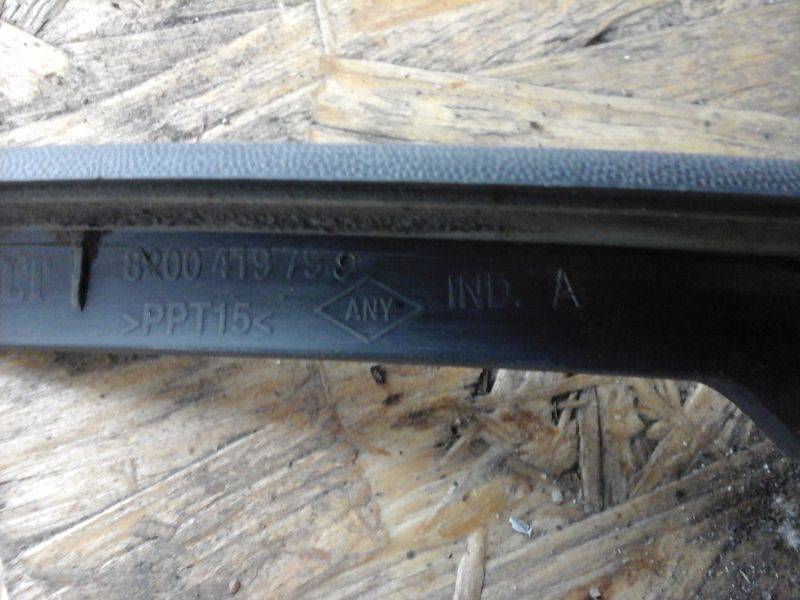 8200 419 759
IND. A
>PPT15<
ANY